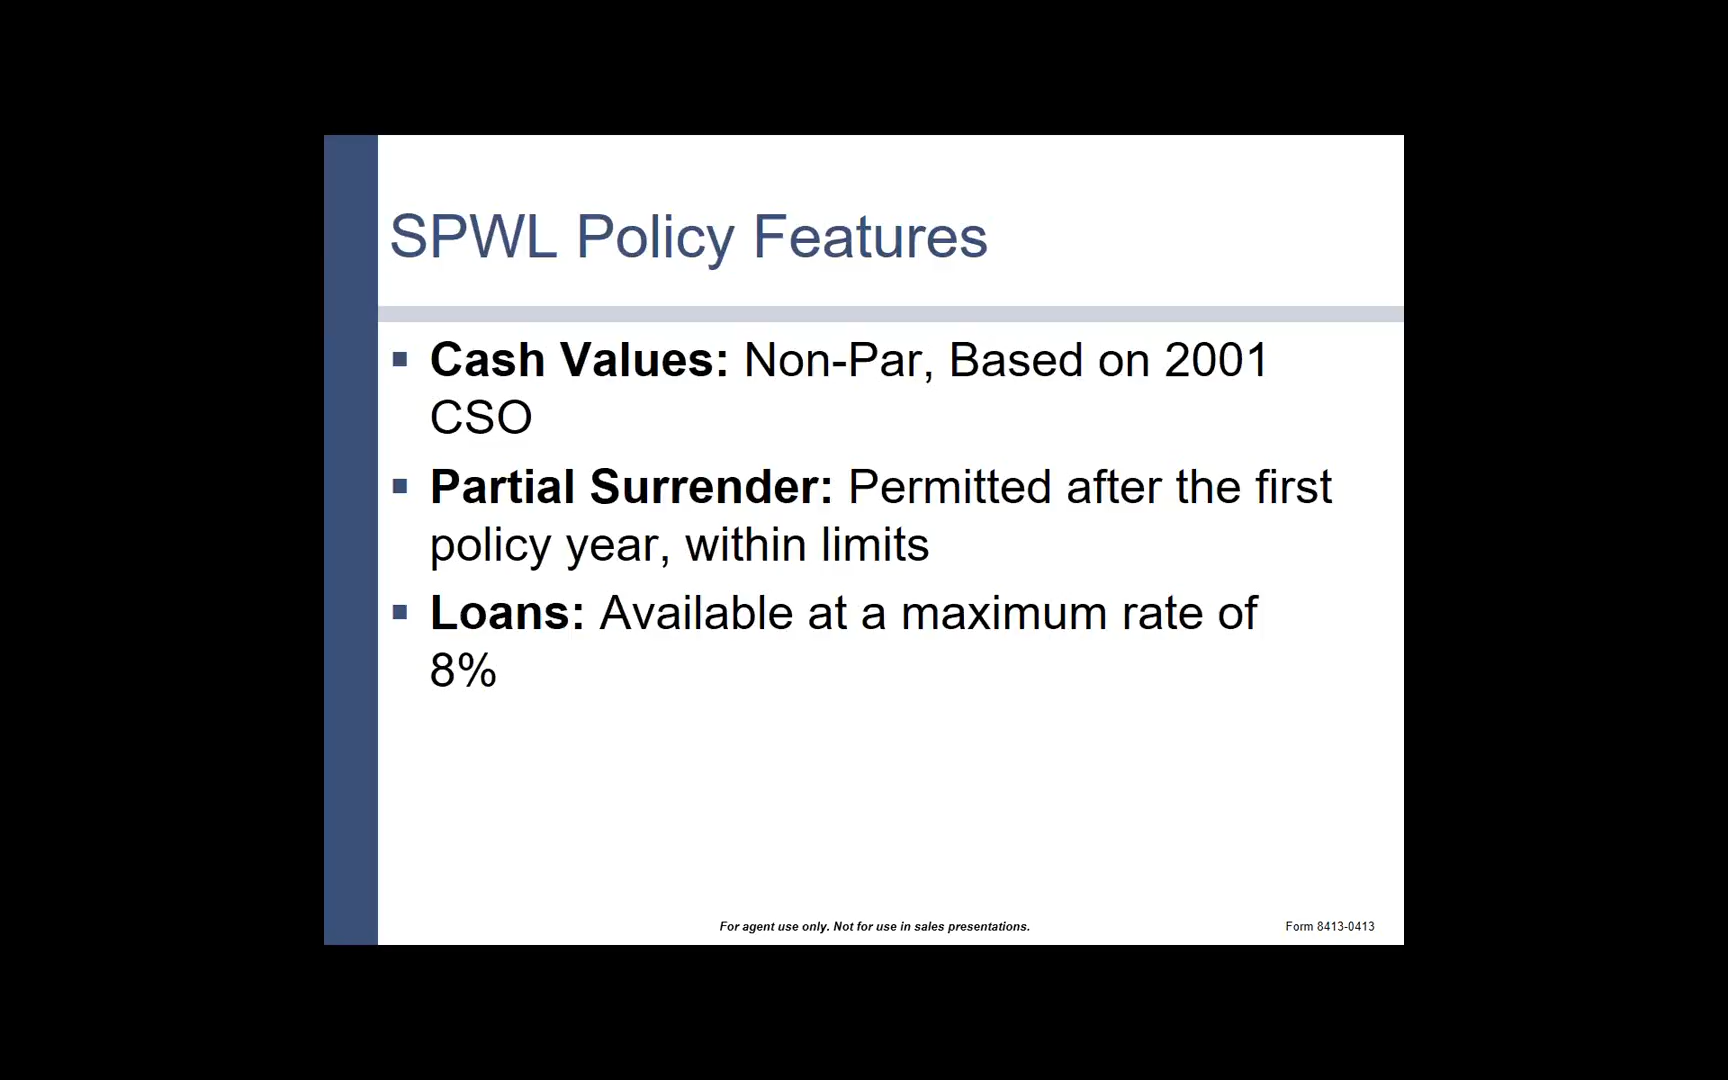 SPWL Policy Features
▪ Cash Values: Non-Par, Based on 2001
CSO
▪ Partial Surrender: Permitted after the first
policy year, within limits
▪ Loans: Available at a maximum rate of
8%
For agent use only. Not for use in sales presentations.
Form 8413-0413